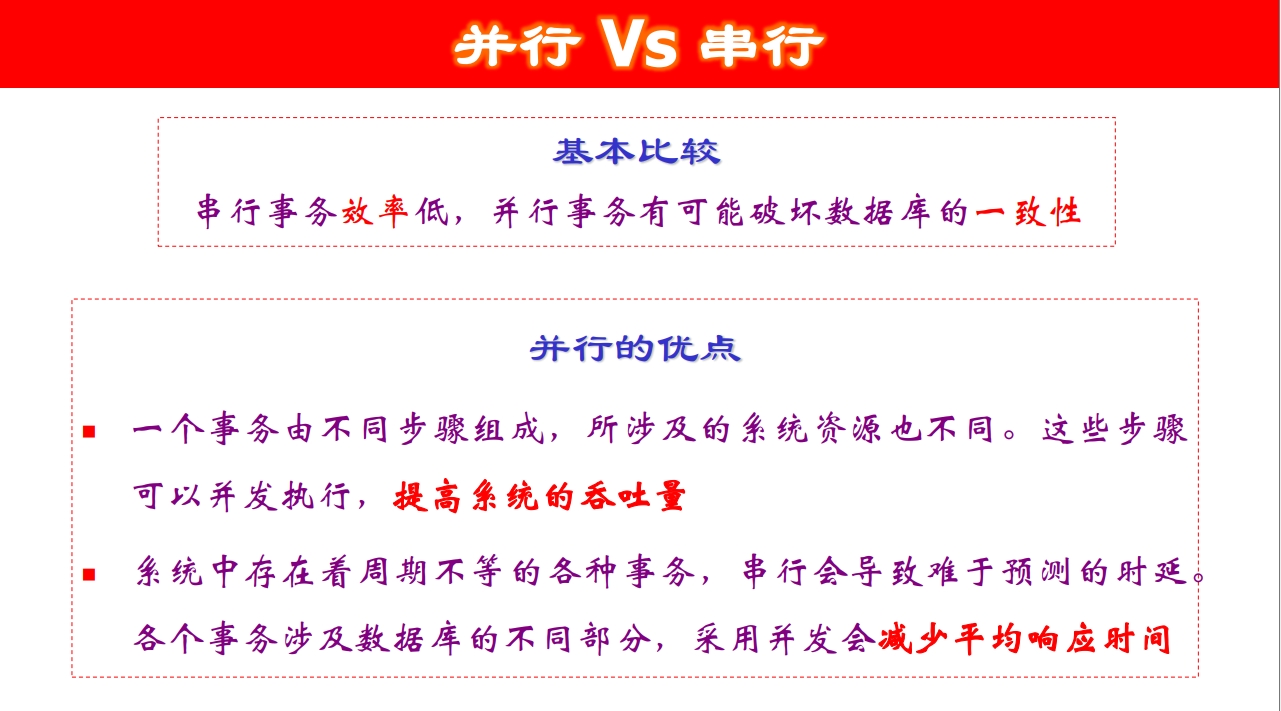 并行 Vs 串行
基本比较
串行事务效率低，并行事务有可能破坏数据库的一致性
并行的优点
一个事务由不同步骤组成，所涉及的系统资源也不同。这些步骤
可以并发执行，提高系统的吞吐量
系统中存在着周期不等的各种事务，串行会导致难于预测的时延。
各个事务涉及数据库的不同部分，采用并发会减少平均响应时间